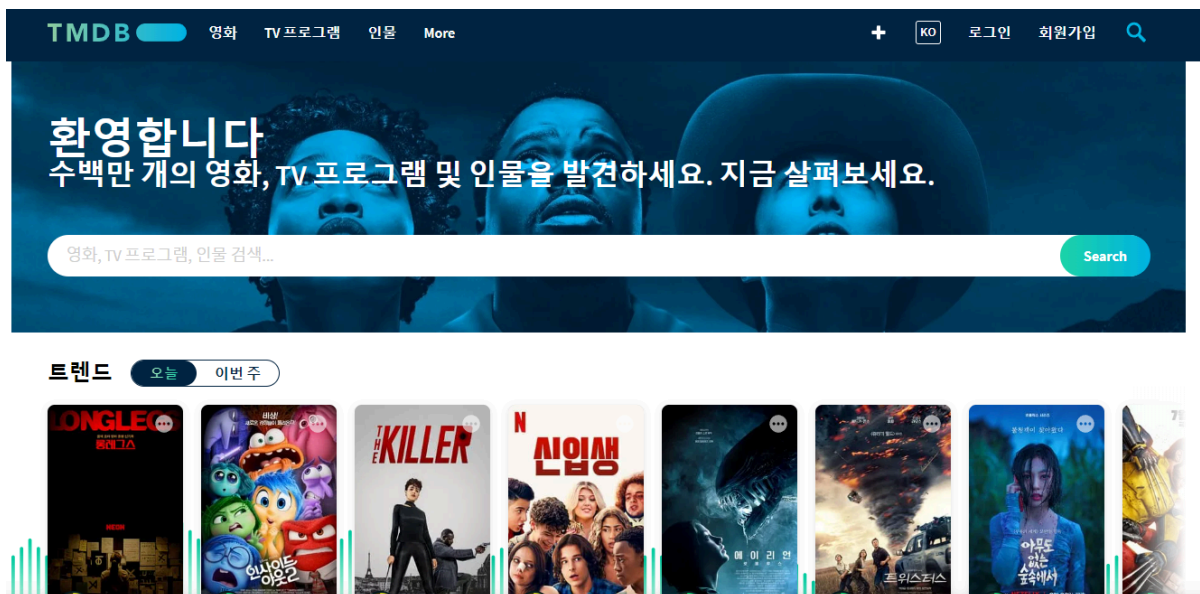 TMDB 영화 TV 프로그램 인물 More KO 로그인 회원가입
환영합니다
수백만 개의 영화, TV 프로그램 및 인물을 발견하세요. 지금 살펴보세요.
영화, TV 프로그램, 인물 검색... Search
트렌드 오늘 이번 주
LONGLEG
롱레그스
NEON
비상!
인사이드 아웃2
THE KILLER
N
신입생
에이리언
트위스터스
아무도 없는 숲속에서